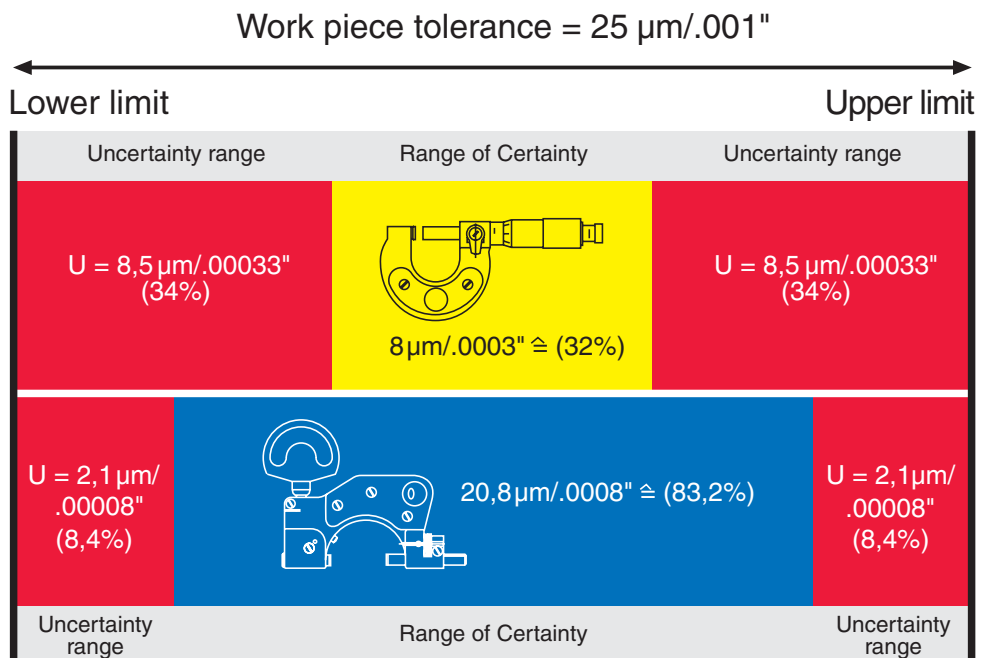 Work piece tolerance = 25 µm/.001"
Lower limit
Upper limit
Uncertainty range
Range of Certainty
Uncertainty range
U = 8,5 µm/.00033"
(34%)
8 µm/.0003" ≙ (32%)
U = 8,5 µm/.00033"
(34%)
U = 2,1 µm/
.00008"
(8,4%)
20,8 µm/.0008" ≙ (83,2%)
U = 2,1 µm/
.00008"
(8,4%)
Uncertainty
range
Range of Certainty
Uncertainty
range